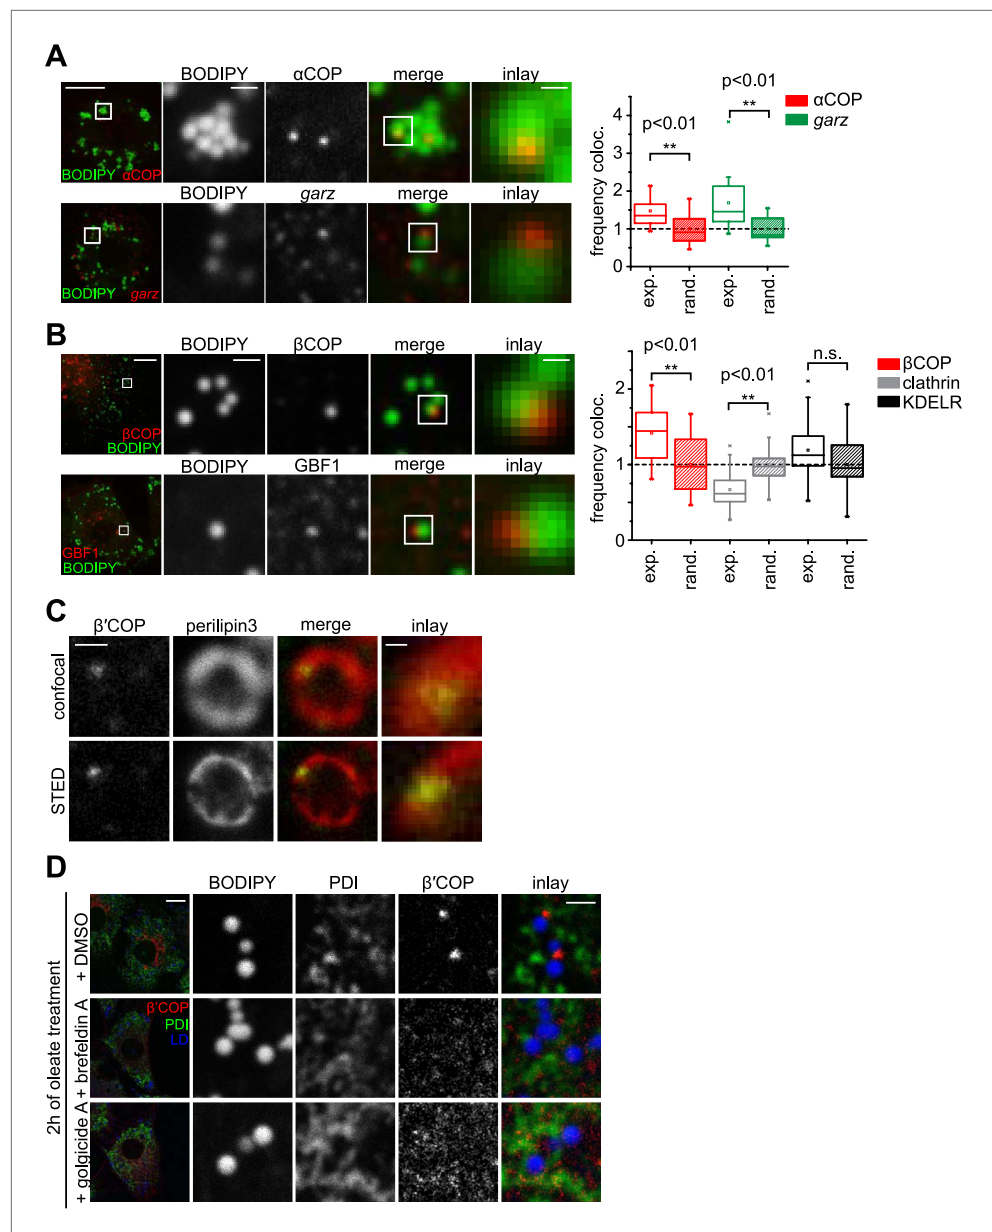 A
BODIPY αCOP merge inlay
BODIPY αCOP
BODIPY garz merge inlay
BODIPY garz
frequency coloc.
4
3
2
1
0
p<0.01
**
p<0.01
**
αCOP
garz
exp.
rand.
exp.
rand.
B
BODIPY βCOP merge inlay
βCOP
BODIPY
BODIPY GBF1 merge inlay
GBF1
BODIPY
frequency coloc.
2
1
0
p<0.01
**
p<0.01
**
n.s.
βCOP
clathrin
KDELR
exp.
rand.
exp.
rand.
exp.
rand.
C
β′COP perilipin3 merge inlay
confocal
STED
D
BODIPY PDI β′COP inlay
2h of oleate treatment
+ DMSO
+ brefeldin A
β′COP
PDI
LD
+ golgicide A